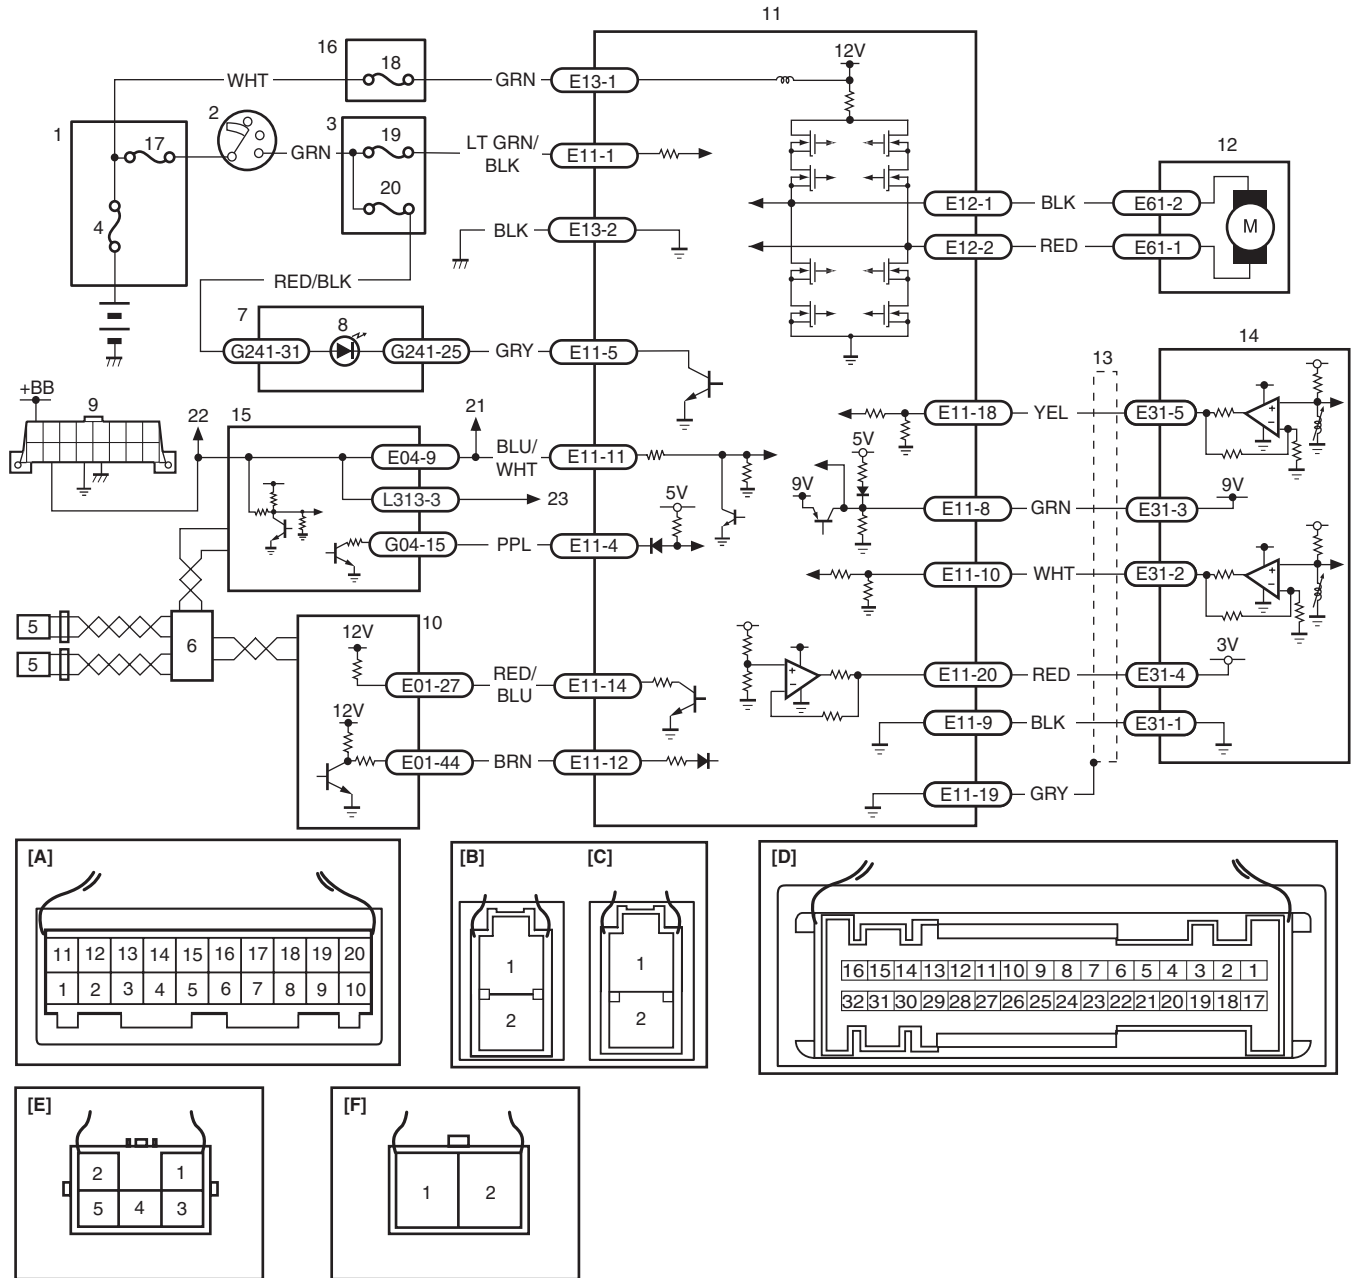 11
16
18
12V
WHT
GRN
E13-1
1
17
2
3
19
GRN
LT GRN/
BLK
E11-1
12
20
4
BLK
E13-2
E12-1
BLK
E61-2
M
E12-2
RED
E61-1
RED/BLK
7
8
G241-31
G241-25
GRY
E11-5
13
14
+BB
9
22
15
21
E11-18
YEL
E31-5
E04-9
BLU/
WHT
E11-11
5V
L313-3
23
5V
9V
E11-8
GRN
E31-3
9V
G04-15
PPL
E11-4
E11-10
WHT
E31-2
5
6
5
10
12V
E01-27
RED/
BLU
E11-14
E11-20
RED
E31-4
3V
12V
E11-9
BLK
E31-1
E01-44
BRN
E11-12
E11-19
GRY
[A]
11 12 13 14 15 16 17 18 19 20
1 2 3 4 5 6 7 8 9 10
[B]
1
2
[C]
1
2
[D]
16 15 14 13 12 11 10 9 8 7 6 5 4 3 2 1
32 31 30 29 28 27 26 25 24 23 22 21 20 19 18 17
[E]
2 1
5 4 3
[F]
1 2